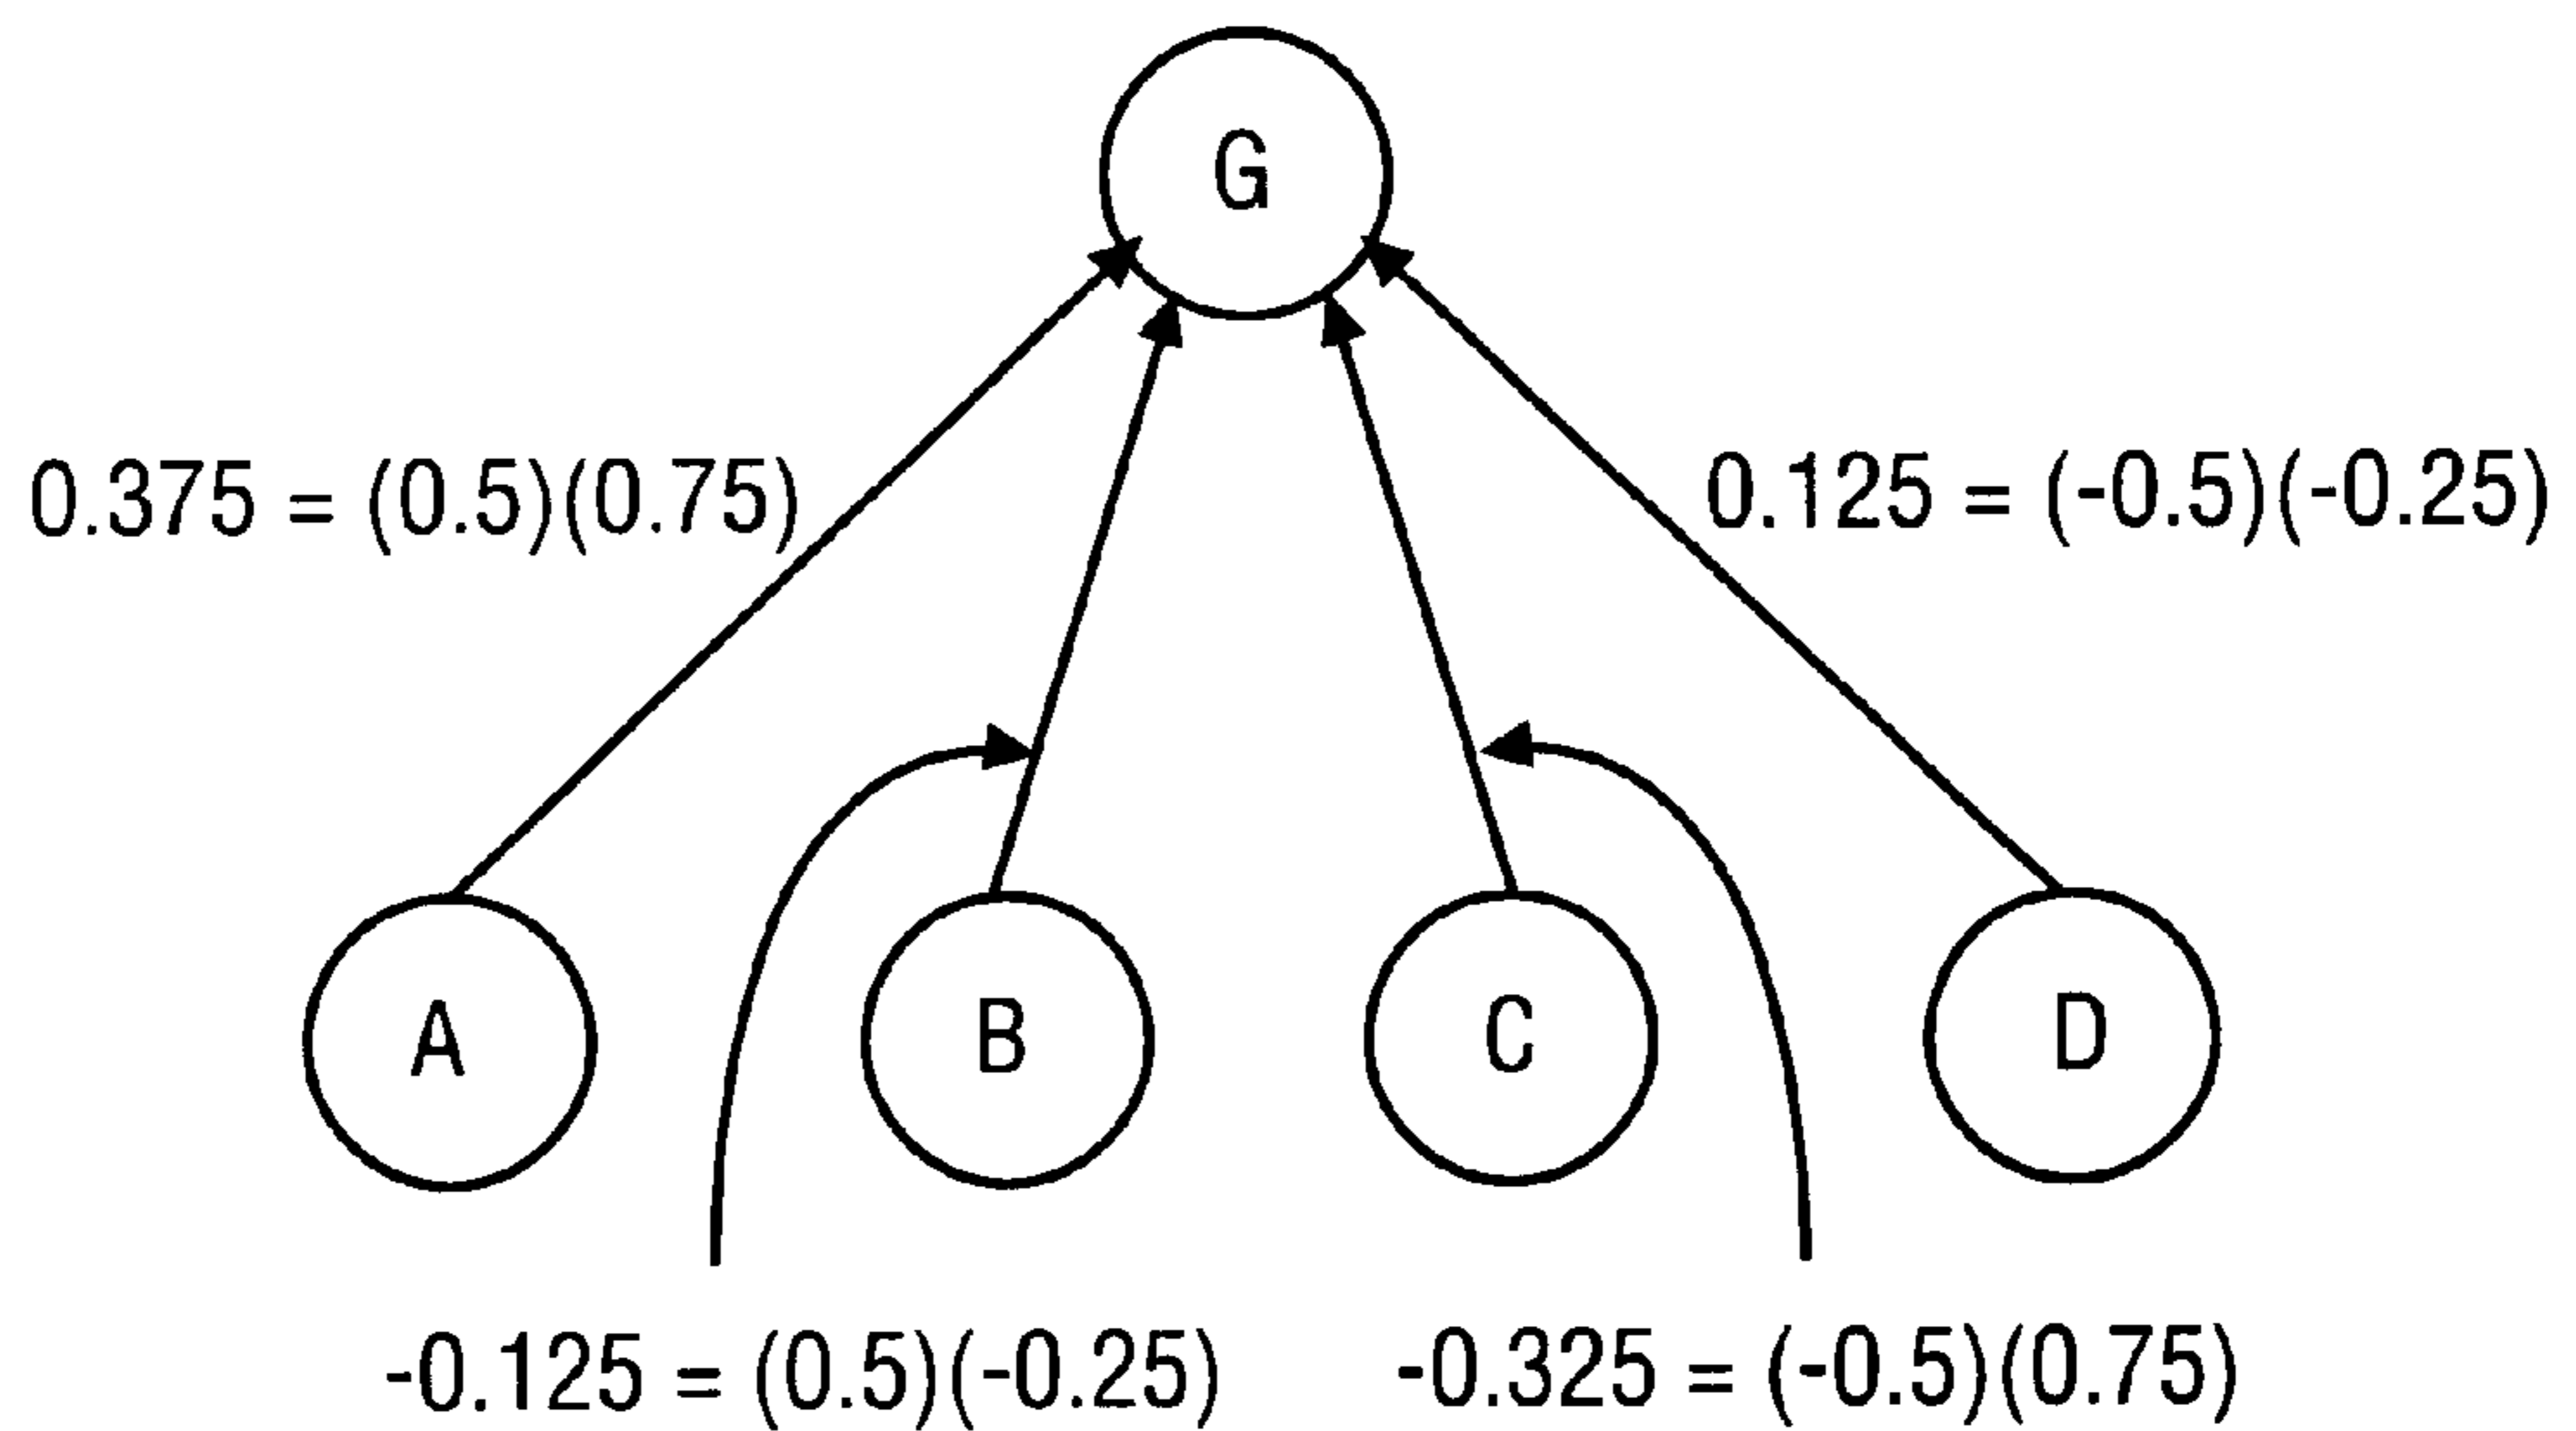 G
0.375 = (0.5)(0.75)
0.125 = (-0.5)(-0.25)
A
B
C
D
-0.125 = (0.5)(-0.25)
-0.325 = (-0.5)(0.75)